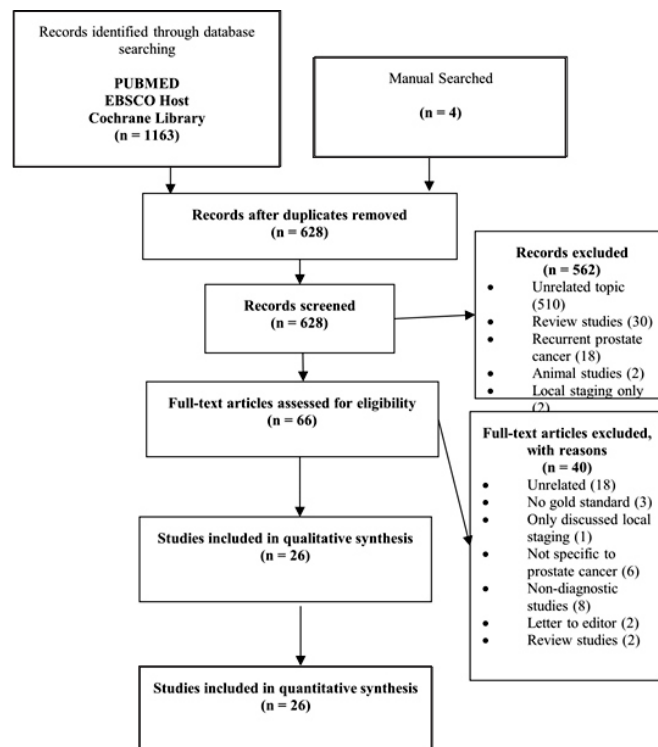 Records identified through database
searching
PUBMED
EBSCO Host
Cochrane Library
(n = 1163)
Manual Searched
(n = 4)
Records after duplicates removed
(n = 628)
Records screened
(n = 628)
Records excluded
(n = 562)
• Unrelated topic
(510)
• Review studies (30)
• Recurrent prostate
cancer (18)
• Animal studies (2)
• Local staging only
(2)
Full-text articles assessed for eligibility
(n = 66)
Full-text articles excluded,
with reasons
(n = 40)
• Unrelated (18)
• No gold standard (3)
• Only discussed local
staging (1)
• Not specific to
prostate cancer (6)
• Non-diagnostic
studies (8)
• Letter to editor (2)
• Review studies (2)
Studies included in qualitative synthesis
(n = 26)
Studies included in quantitative synthesis
(n = 26)